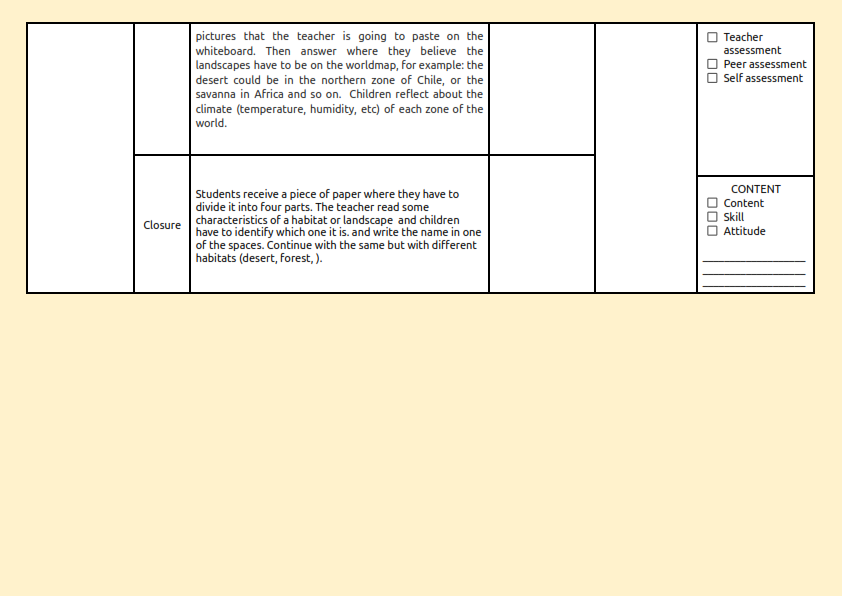 pictures that the teacher is going to paste on the
whiteboard. Then answer where they believe the
landscapes have to be on the worldmap, for example: the
desert could be in the northern zone of Chile, or the
savanna in Africa and so on. Children reflect about the
climate (temperature, humidity, etc) of each zone of the
world.
☐ Teacher
assessment
☐ Peer assessment
☐ Self assessment
Closure
Students receive a piece of paper where they have to
divide it into four parts. The teacher read some
characteristics of a habitat or landscape and children
have to identify which one it is. and write the name in one
of the spaces. Continue with the same but with different
habitats (desert, forest, ).
CONTENT
☐ Content
☐ Skill
☐ Attitude